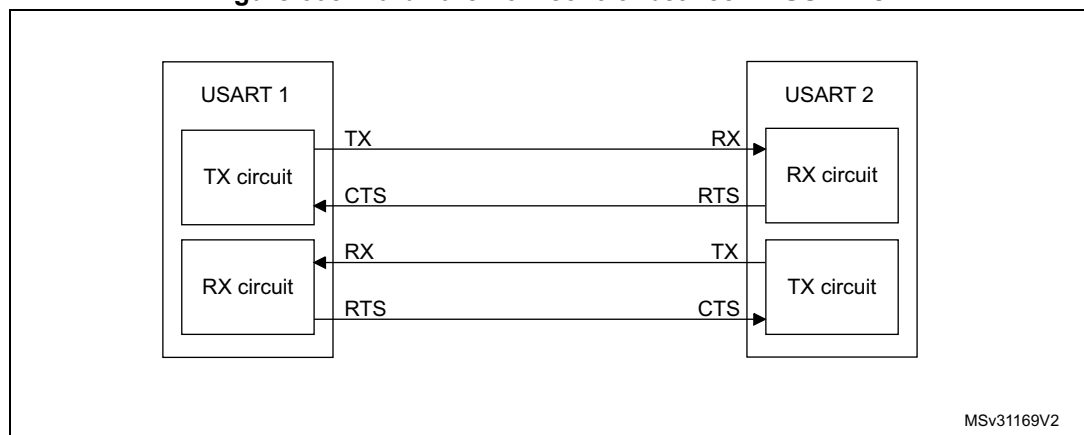 USART 1
USART 2
TX
RX
TX circuit
RX circuit
CTS
RTS
RX
TX
RX circuit
TX circuit
RTS
CTS
MSv31169V2